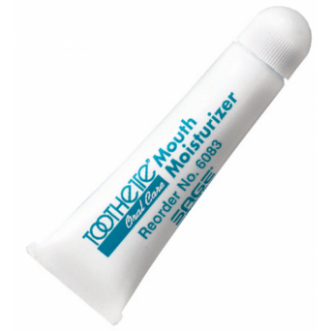 TOOTHETTE®
Oral Care
Mouth
Moisturizer
Reorder No. 6083
SAGE